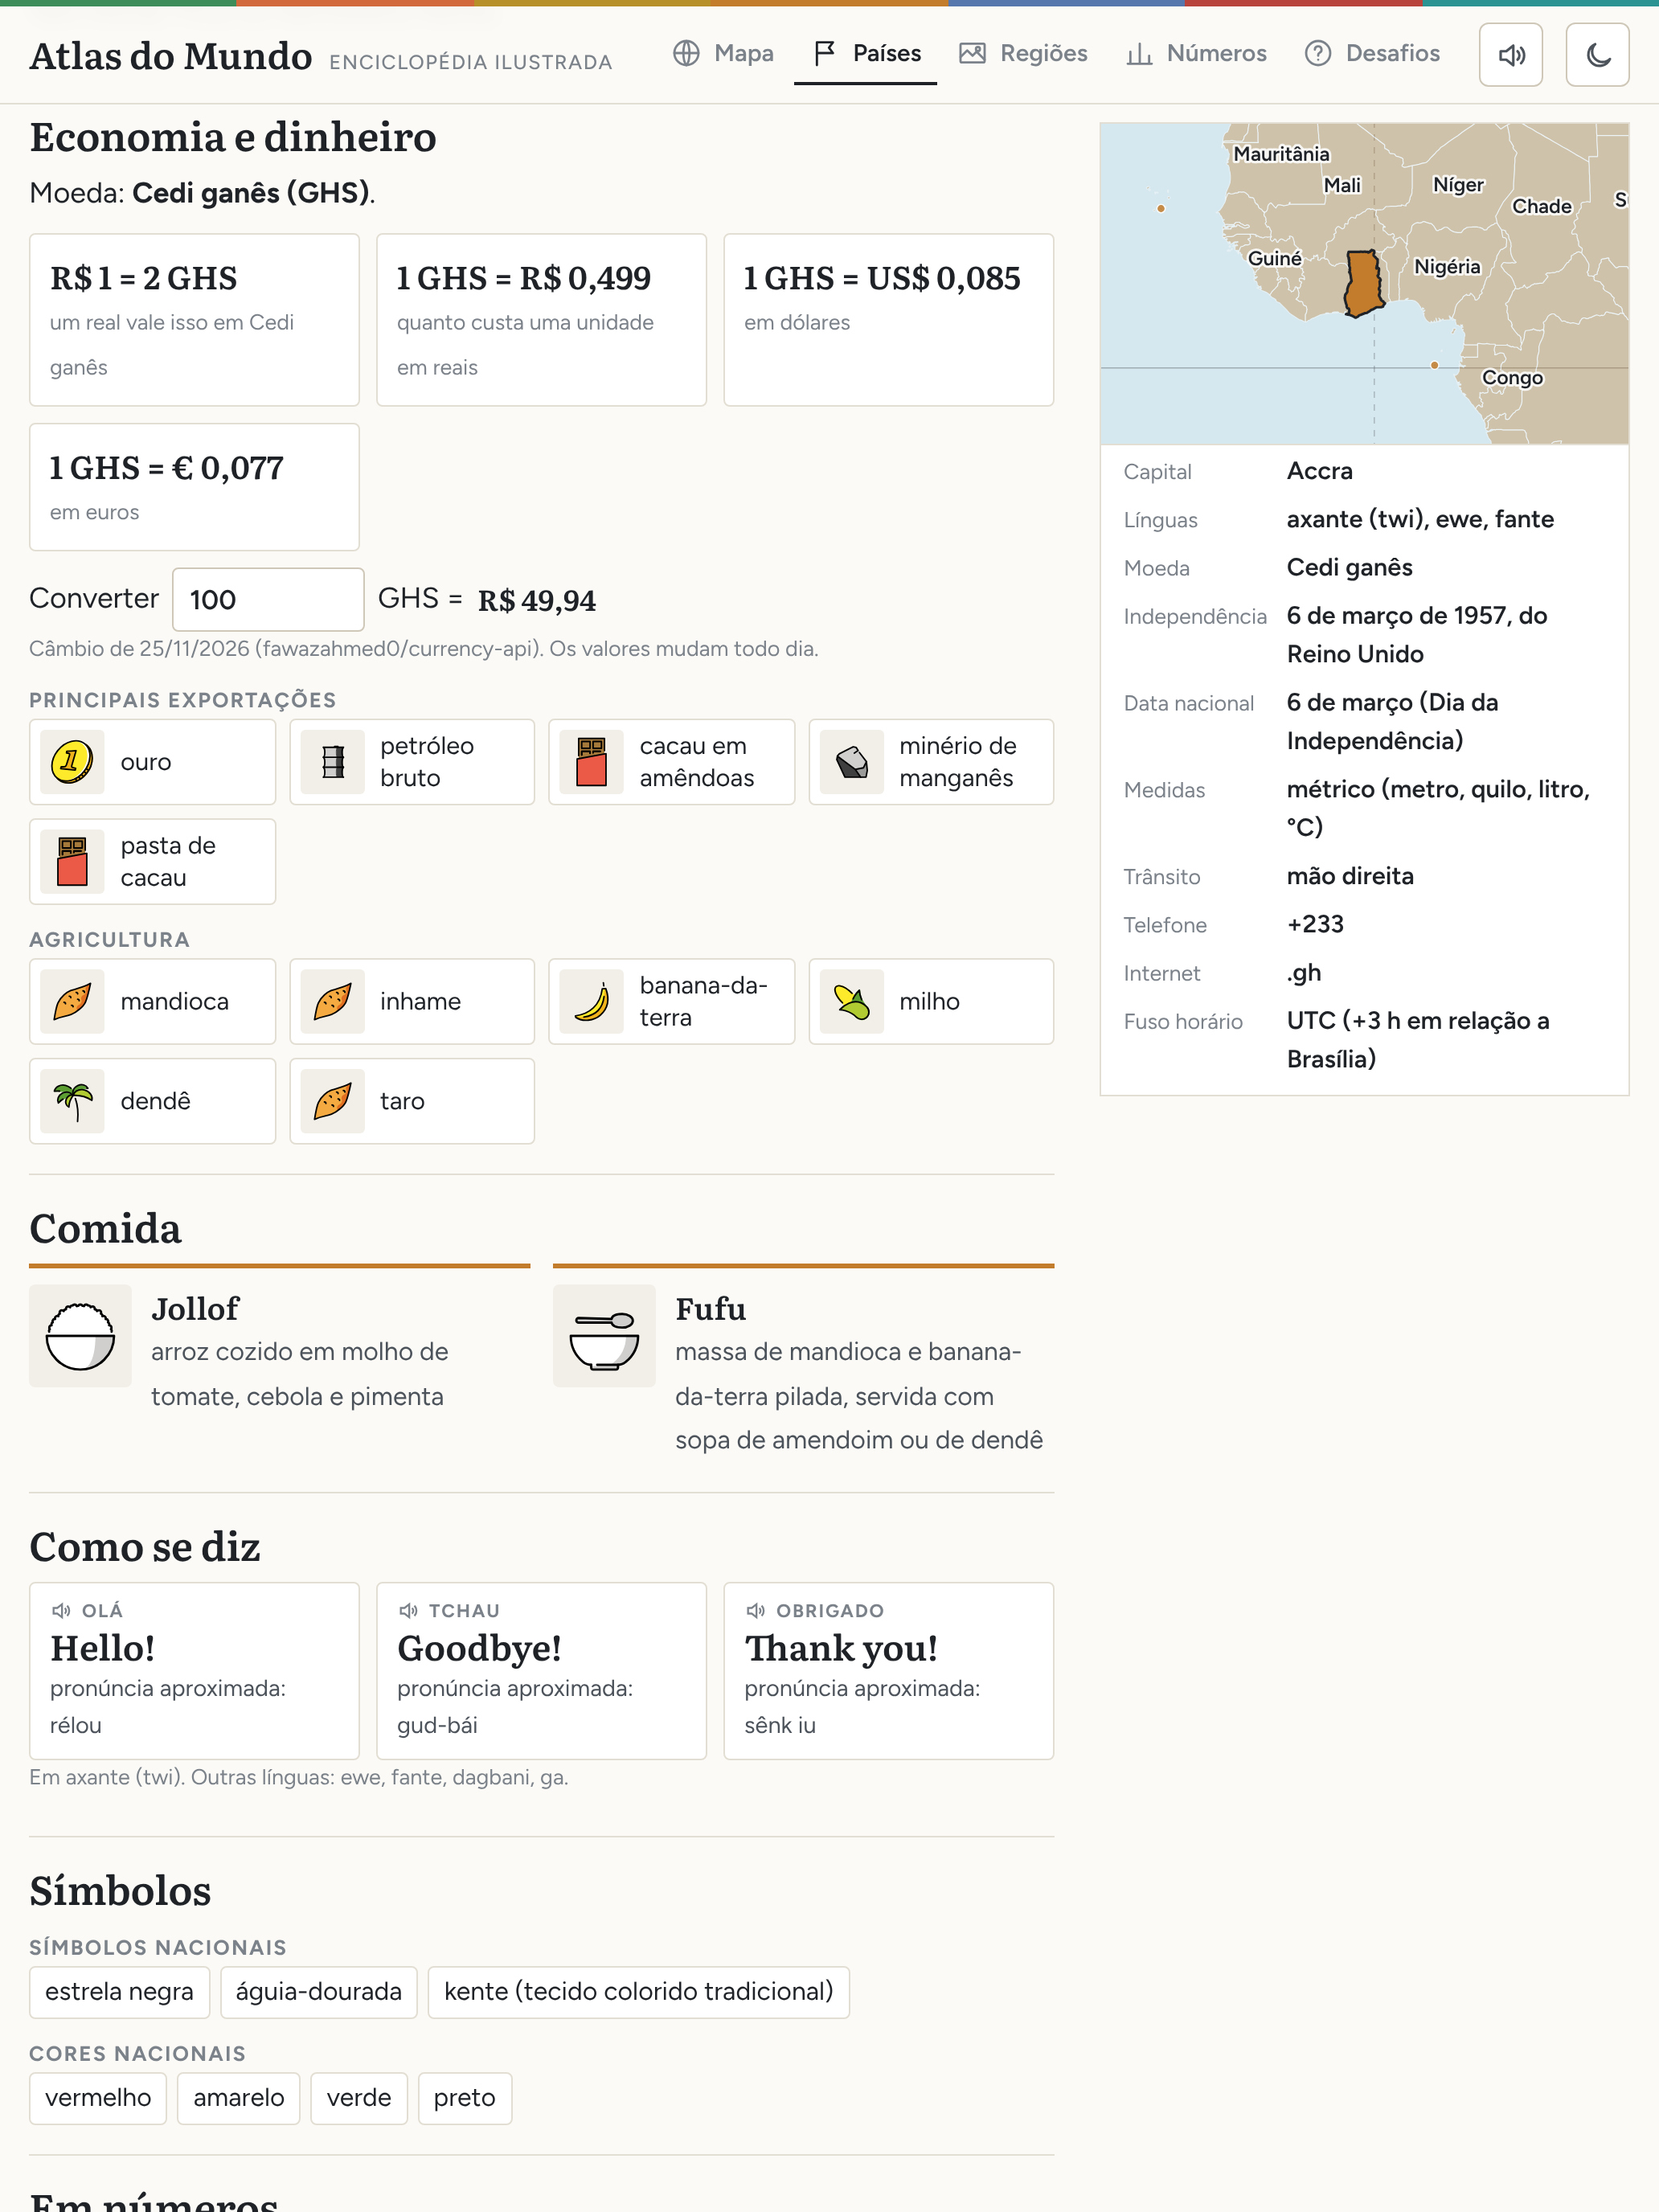 Atlas do Mundo ENCICLOPÉDIA ILUSTRADA
Mapa Países Regiões Números Desafios
Economia e dinheiro
Moeda: Cedi ganês (GHS).
R$ 1 = 2 GHS
um real vale isso em Cedi
ganês
1 GHS = R$ 0,499
quanto custa uma unidade
em reais
1 GHS = US$ 0,085
em dólares
1 GHS = € 0,077
em euros
Converter 100 GHS = R$ 49,94
Câmbio de 25/11/2026 (fawazahmed0/currency-api). Os valores mudam todo dia.
PRINCIPAIS EXPORTAÇÕES
ouro
petróleo
bruto
cacau em
amêndoas
minério de
manganês
pasta de
cacau
AGRICULTURA
mandioca
inhame
banana-da-
terra
milho
dendê
taro
Comida
Jollof
arroz cozido em molho de
tomate, cebola e pimenta
Fufu
massa de mandioca e banana-
da-terra pilada, servida com
sopa de amendoim ou de dendê
Como se diz
OLÁ
Hello!
pronúncia aproximada:
rélou
TCHAU
Goodbye!
pronúncia aproximada:
gud-bái
OBRIGADO
Thank you!
pronúncia aproximada:
sênk iu
Em axante (twi). Outras línguas: ewe, fante, dagbani, ga.
Símbolos
SÍMBOLOS NACIONAIS
estrela negra
águia-dourada
kente (tecido colorido tradicional)
CORES NACIONAIS
vermelho
amarelo
verde
preto
Em números
Mauritânia
Mali
Níger
Chade
Guiné
Nigéria
Congo
Capital Accra
Línguas axante (twi), ewe, fante
Moeda Cedi ganês
Independência 6 de março de 1957, do
Reino Unido
Data nacional 6 de março (Dia da
Independência)
Medidas métrico (metro, quilo, litro,
°C)
Trânsito mão direita
Telefone +233
Internet .gh
Fuso horário UTC (+3 h em relação a
Brasília)